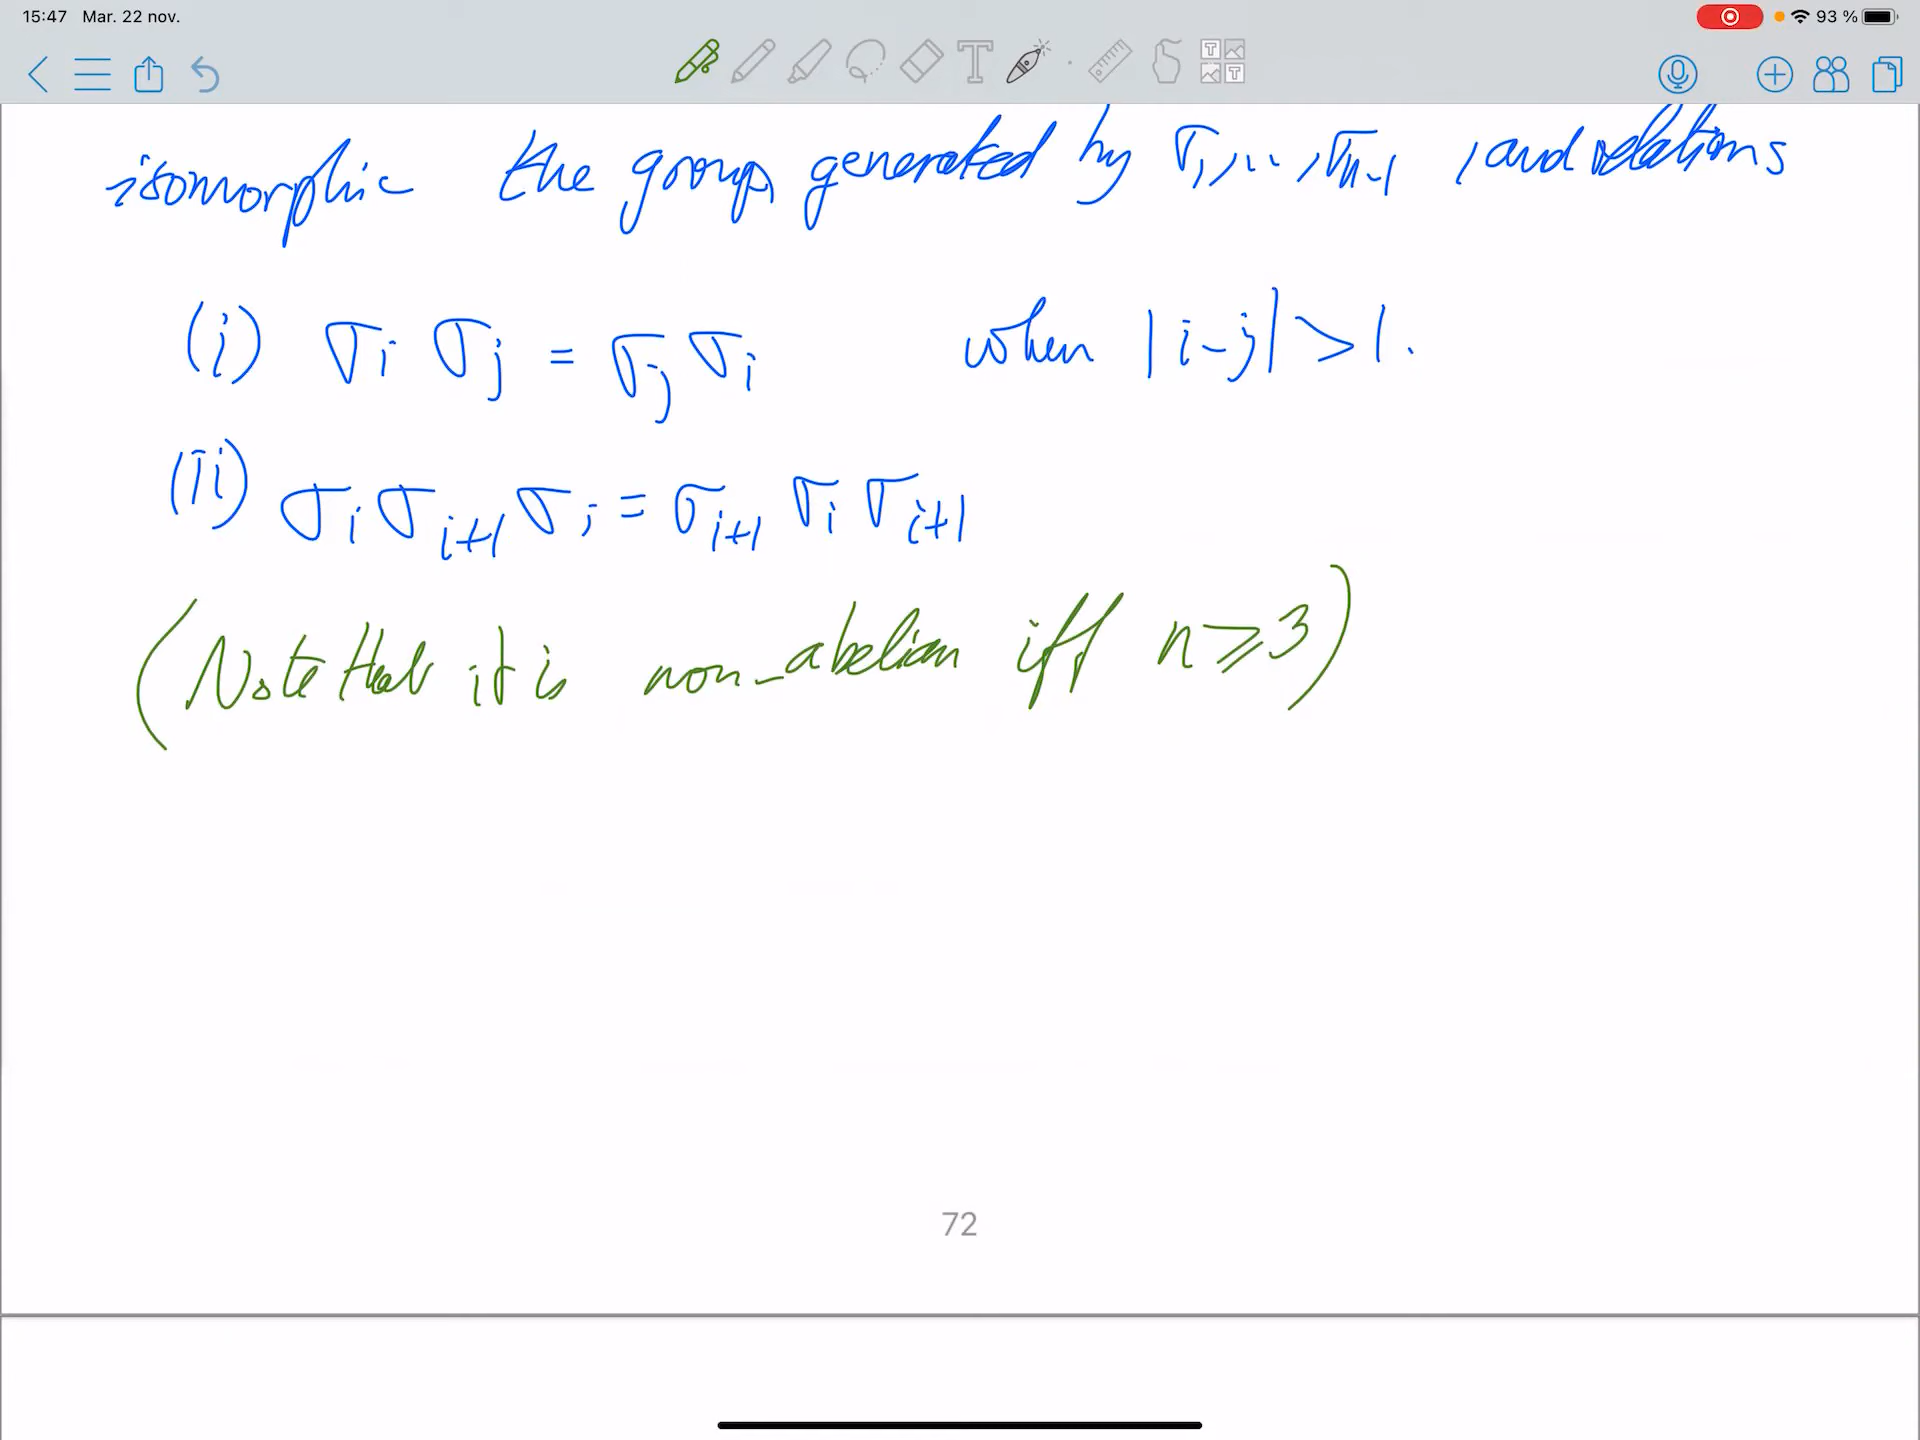 15:47 Mar. 22 nov. 93 %
isomorphic the group generated by σ₁, ... , σₙ₋₁ , and relations
(i) σᵢ σⱼ = σⱼ σᵢ when |i-j| > 1.
(ii) σᵢ σᵢ₊₁ σᵢ = σᵢ₊₁ σᵢ σᵢ₊₁
(Note that it is non-abelian iff n ⩾ 3)
72